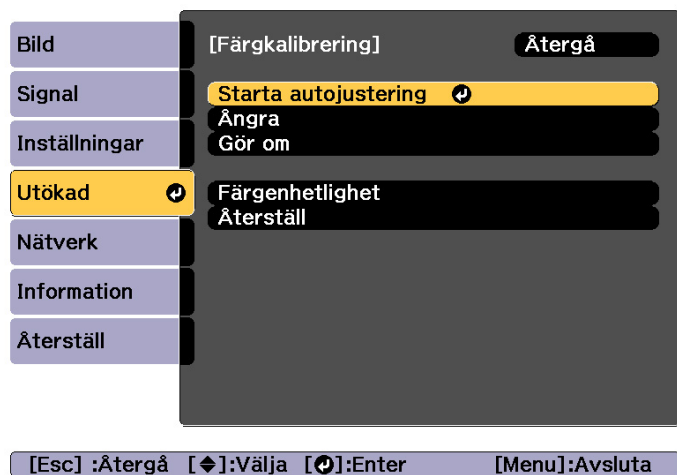 Bild
Signal
Inställningar
Utökad
Nätverk
Information
Återställ
[Färgkalibrering] Återgå
Starta autojustering
Ångra
Gör om
Färgenhetlighet
Återställ
[Esc] :Återgå [ ]:Välja [ ]:Enter [Menu]:Avsluta